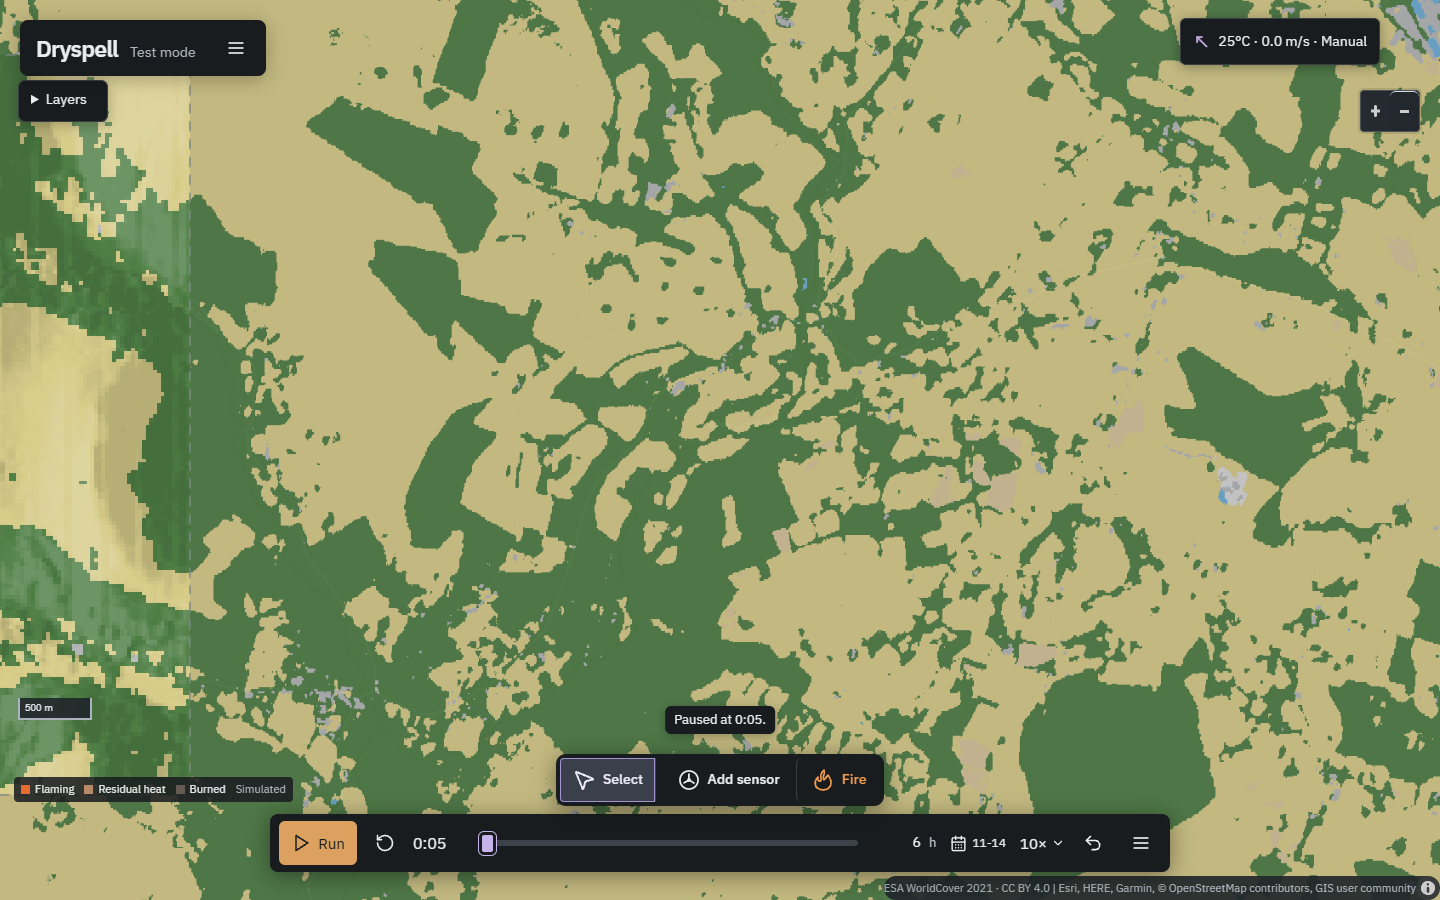 Dryspell Test mode
25°C · 0.0 m/s · Manual
Layers
+ −
500 m
Paused at 0:05.
Select Add sensor Fire
Flaming Residual heat Burned Simulated
Run 0:05 6 h 11-14 10×
ESA WorldCover 2021 · CC BY 4.0 | Esri, HERE, Garmin, © OpenStreetMap contributors, GIS user community